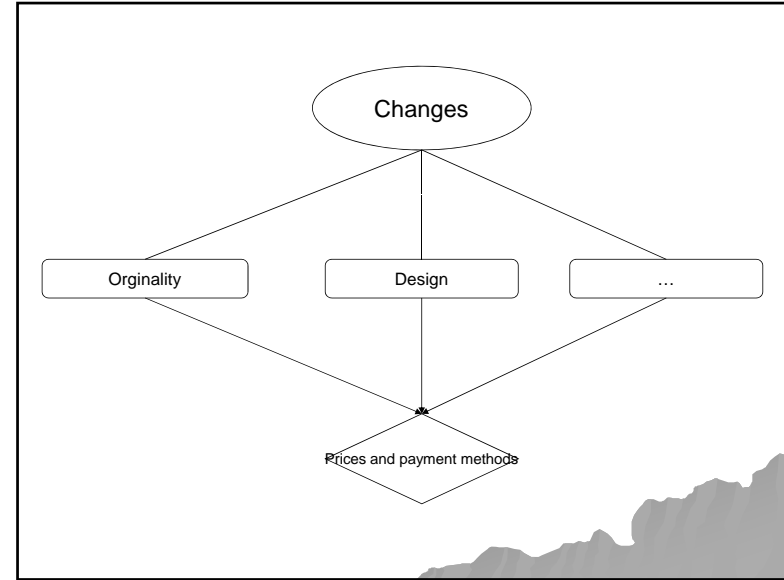 Changes
Orginality
Design
…
Prices and payment methods